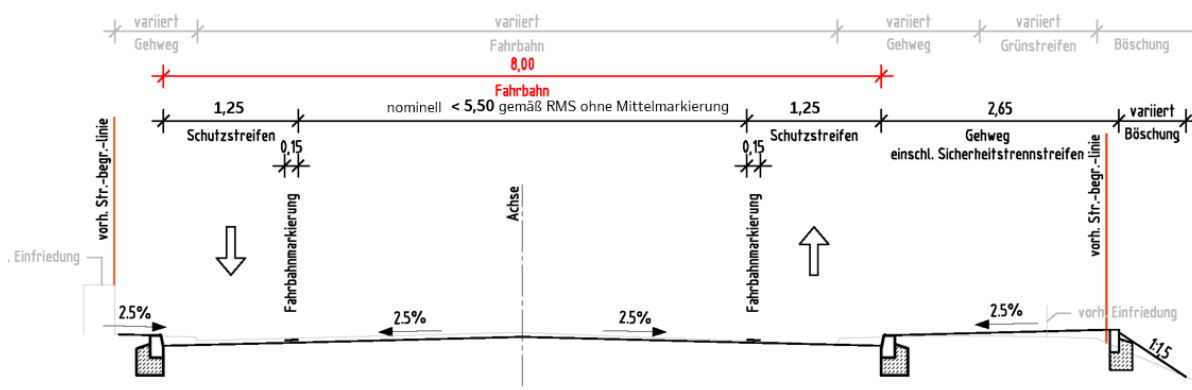 variiert variiert variiert variiert
Gehweg Fahrbahn Gehweg Grünstreifen Böschung
8,00
Fahrbahn
nominell < 5,50 gemäß RMS ohne Mittelmarkierung
1,25 1,25 2,65 variiert
Schutzstreifen Schutzstreifen Gehweg Böschung
einschl. Sicherheitstrennstreifen
0,15 0,15
vorh. Str.-begr.-linie
Fahrbahnmarkierung
Achse
Fahrbahnmarkierung
vorh. Str.-begr.-linie
. Einfriedung
vorh. Einfriedung
2.5% 2.5% 2.5% 2.5%
1:1,5